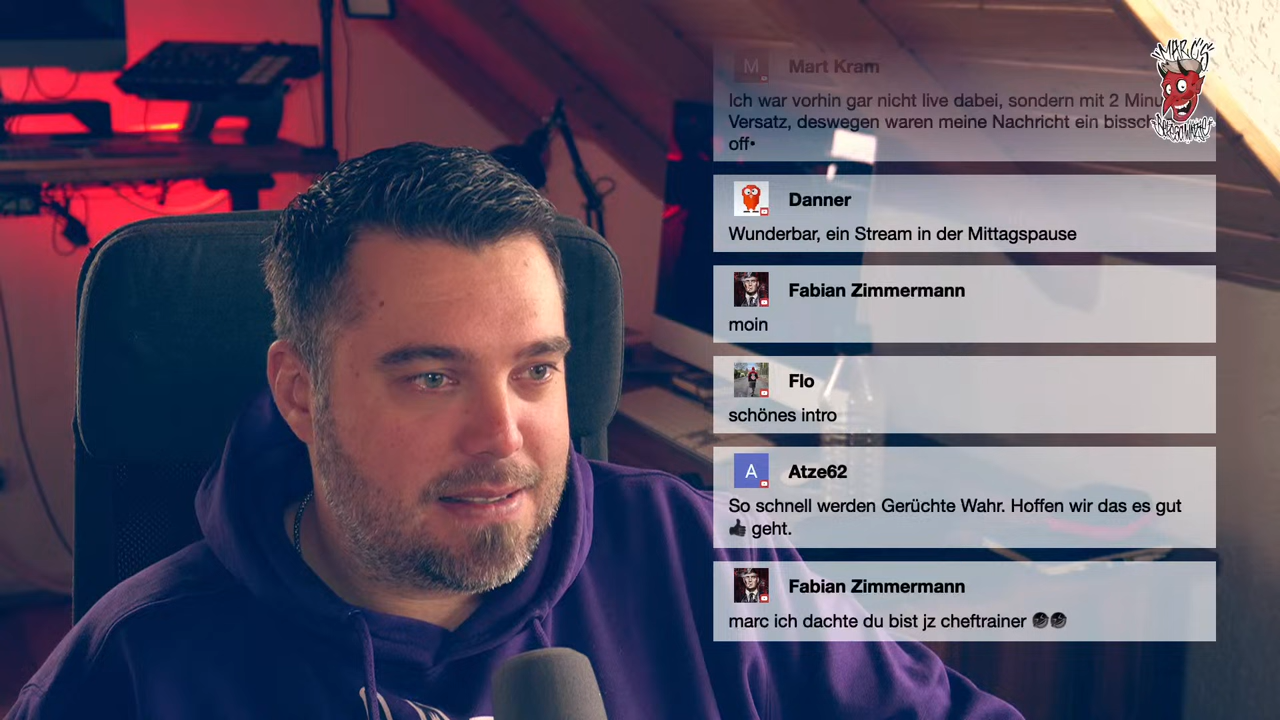 M Mart Kram
Ich war vorhin gar nicht live dabei, sondern mit 2
Versatz, deswegen waren meine Nachricht ein
off•
MARC'S
Danner
Wunderbar, ein Stream in der Mittagspause
Fabian Zimmermann
moin
Flo
schönes intro
A Atze62
So schnell werden Gerüchte Wahr. Hoffen wir das es gut
👍 geht.
Fabian Zimmermann
marc ich dachte du bist jz cheftrainer